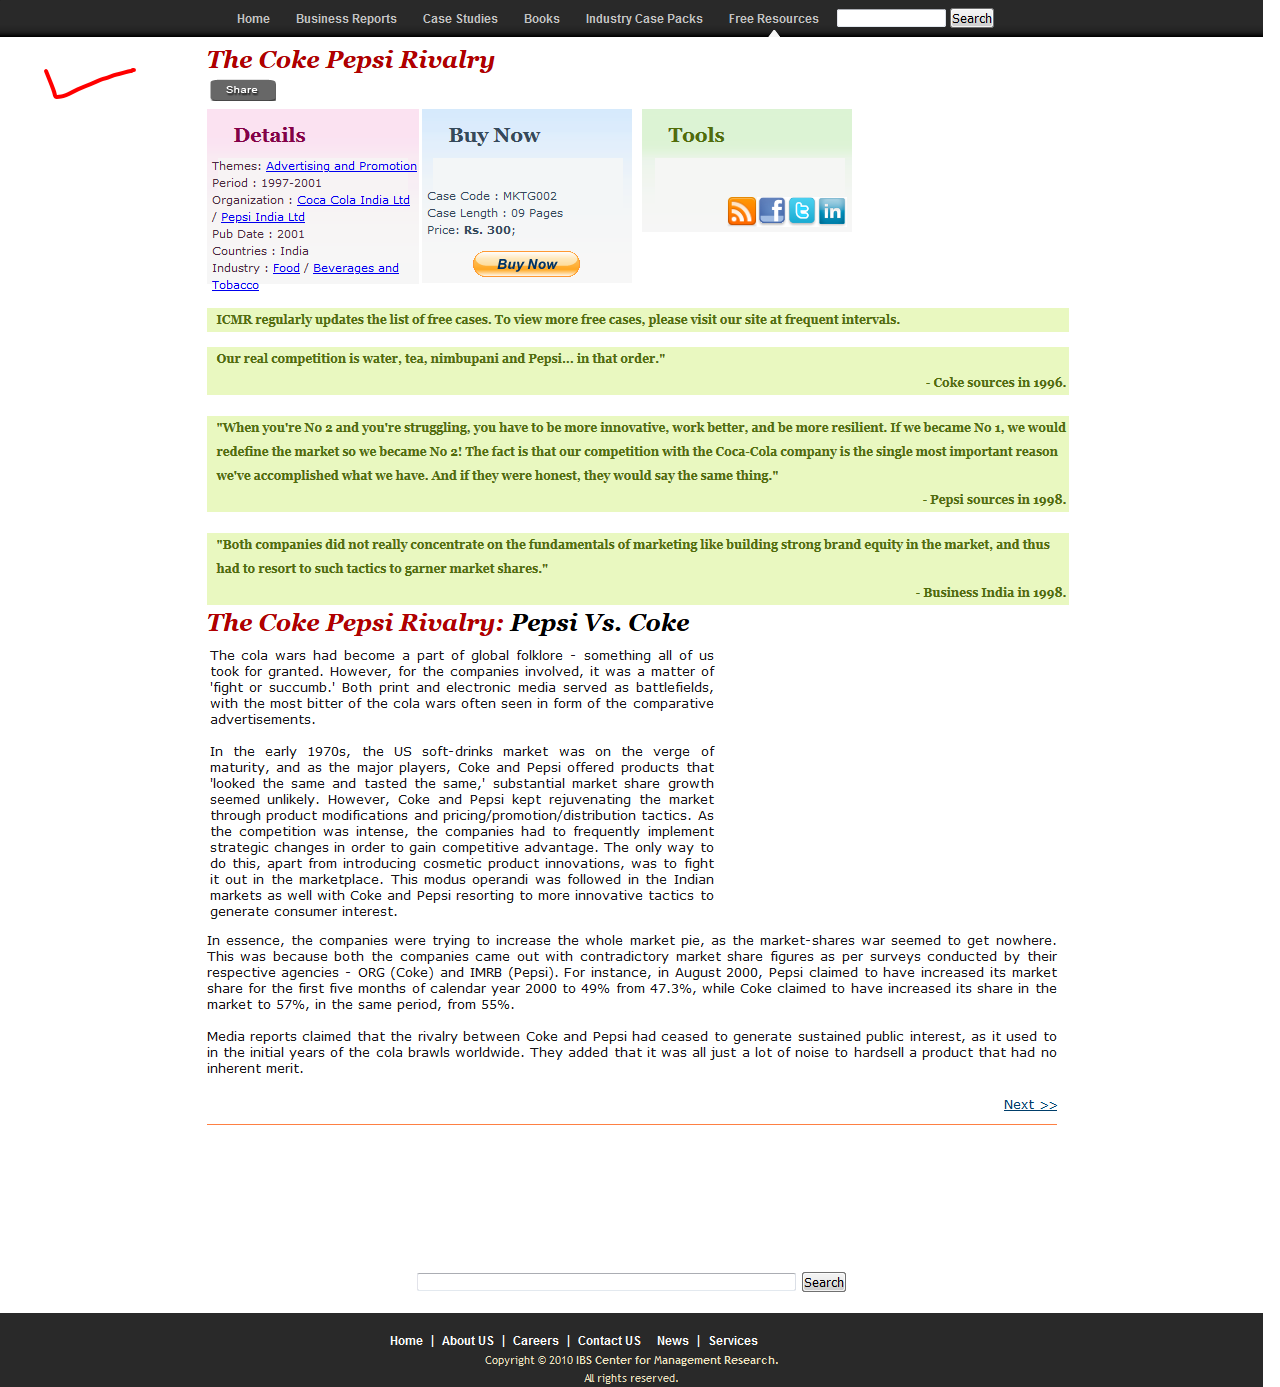 Home Business Reports Case Studies Books Industry Case Packs Free Resources Search
The Coke Pepsi Rivalry
Share
Details
Themes: Advertising and Promotion
Period : 1997-2001
Organization : Coca Cola India Ltd
/ Pepsi India Ltd
Pub Date : 2001
Countries : India
Industry : Food / Beverages and
Tobacco
Buy Now
Case Code : MKTG002
Case Length : 09 Pages
Price: Rs. 300;
Buy Now
Tools
in
ICMR regularly updates the list of free cases. To view more free cases, please visit our site at frequent intervals.
Our real competition is water, tea, nimbupani and Pepsi... in that order."
- Coke sources in 1996.
"When you're No 2 and you're struggling, you have to be more innovative, work better, and be more resilient. If we became No 1, we would
redefine the market so we became No 2! The fact is that our competition with the Coca-Cola company is the single most important reason
we've accomplished what we have. And if they were honest, they would say the same thing."
- Pepsi sources in 1998.
"Both companies did not really concentrate on the fundamentals of marketing like building strong brand equity in the market, and thus
had to resort to such tactics to garner market shares."
- Business India in 1998.
The Coke Pepsi Rivalry: Pepsi Vs. Coke
The cola wars had become a part of global folklore - something all of us
took for granted. However, for the companies involved, it was a matter of
'fight or succumb.' Both print and electronic media served as battlefields,
with the most bitter of the cola wars often seen in form of the comparative
advertisements.
In the early 1970s, the US soft-drinks market was on the verge of
maturity, and as the major players, Coke and Pepsi offered products that
'looked the same and tasted the same,' substantial market share growth
seemed unlikely. However, Coke and Pepsi kept rejuvenating the market
through product modifications and pricing/promotion/distribution tactics. As
the competition was intense, the companies had to frequently implement
strategic changes in order to gain competitive advantage. The only way to
do this, apart from introducing cosmetic product innovations, was to fight
it out in the marketplace. This modus operandi was followed in the Indian
markets as well with Coke and Pepsi resorting to more innovative tactics to
generate consumer interest.
In essence, the companies were trying to increase the whole market pie, as the market-shares war seemed to get nowhere.
This was because both the companies came out with contradictory market share figures as per surveys conducted by their
respective agencies - ORG (Coke) and IMRB (Pepsi). For instance, in August 2000, Pepsi claimed to have increased its market
share for the first five months of calendar year 2000 to 49% from 47.3%, while Coke claimed to have increased its share in the
market to 57%, in the same period, from 55%.
Media reports claimed that the rivalry between Coke and Pepsi had ceased to generate sustained public interest, as it used to
in the initial years of the cola brawls worldwide. They added that it was all just a lot of noise to hardsell a product that had no
inherent merit.
Next >>
Search
Home | About US | Careers | Contact US News | Services
Copyright © 2010 IBS Center for Management Research.
All rights reserved.